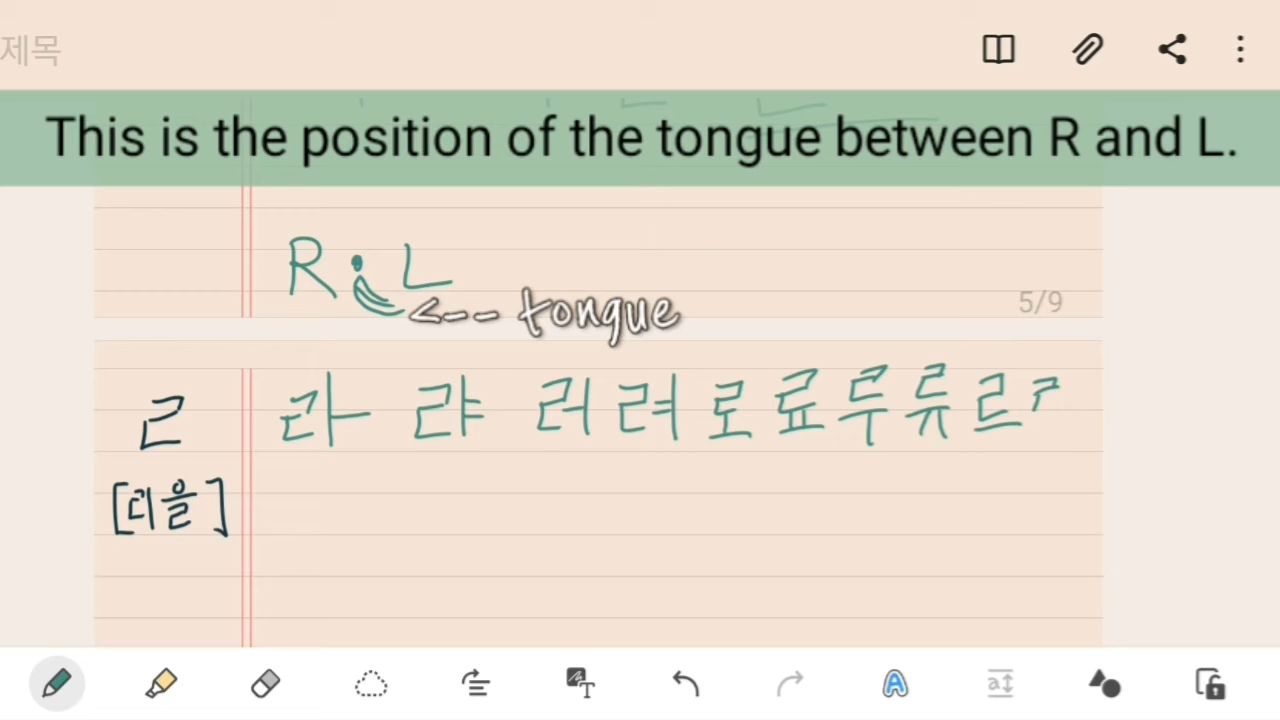 제목
This is the position of the tongue between R and L.
R L
<-- tongue
5/9
ㄹ 라 랴 러 려 로 료 루 류 르
[리을]